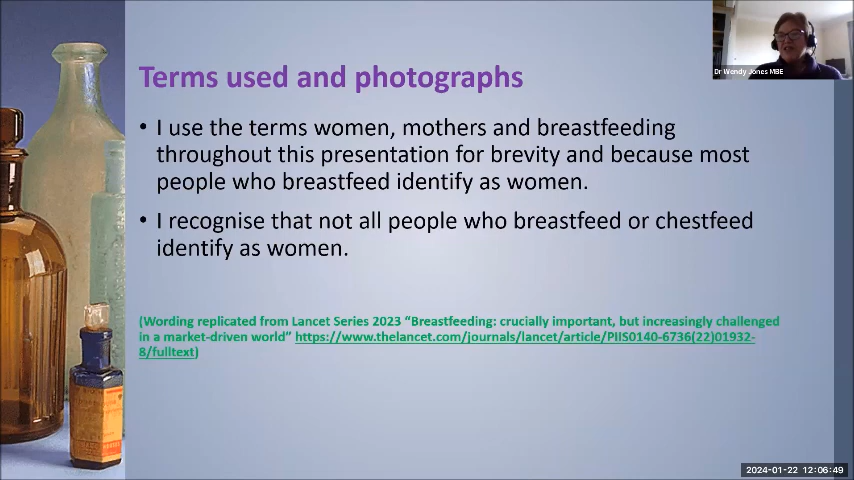 Terms used and photographs
• I use the terms women, mothers and breastfeeding
throughout this presentation for brevity and because most
people who breastfeed identify as women.
• I recognise that not all people who breastfeed or chestfeed
identify as women.
(Wording replicated from Lancet Series 2023 “Breastfeeding: crucially important, but increasingly challenged
in a market-driven world” https://www.thelancet.com/journals/lancet/article/PIIS0140-6736(22)01932-
8/fulltext)
Dr Wendy Jones MBE
2024-01-22 12:06:49